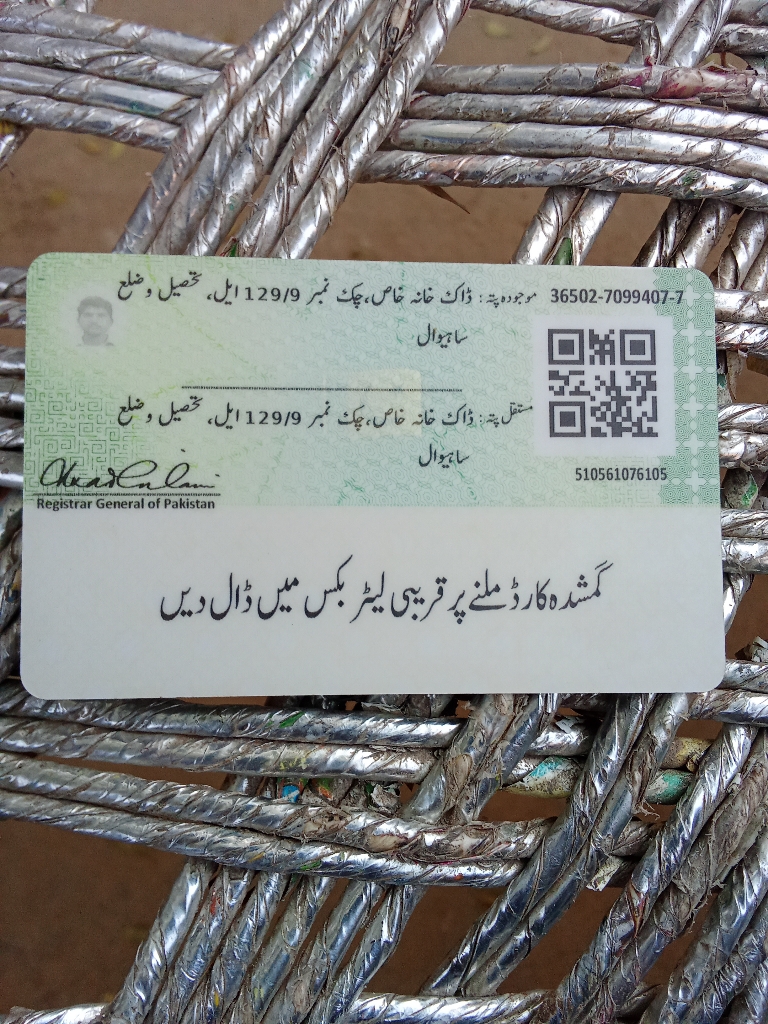 موجودہ پتہ: ڈاک خانہ خاص، چک نمبر 129/9 ایل، تحصیل و ضلع
ساہیوال
36502-7099407-7
مستقل پتہ: ڈاک خانہ خاص، چک نمبر 129/9 ایل، تحصیل و ضلع
ساہیوال
510561076105
Registrar General of Pakistan
گمشدہ کارڈ ملنے پر قریبی لیٹر بکس میں ڈال دیں